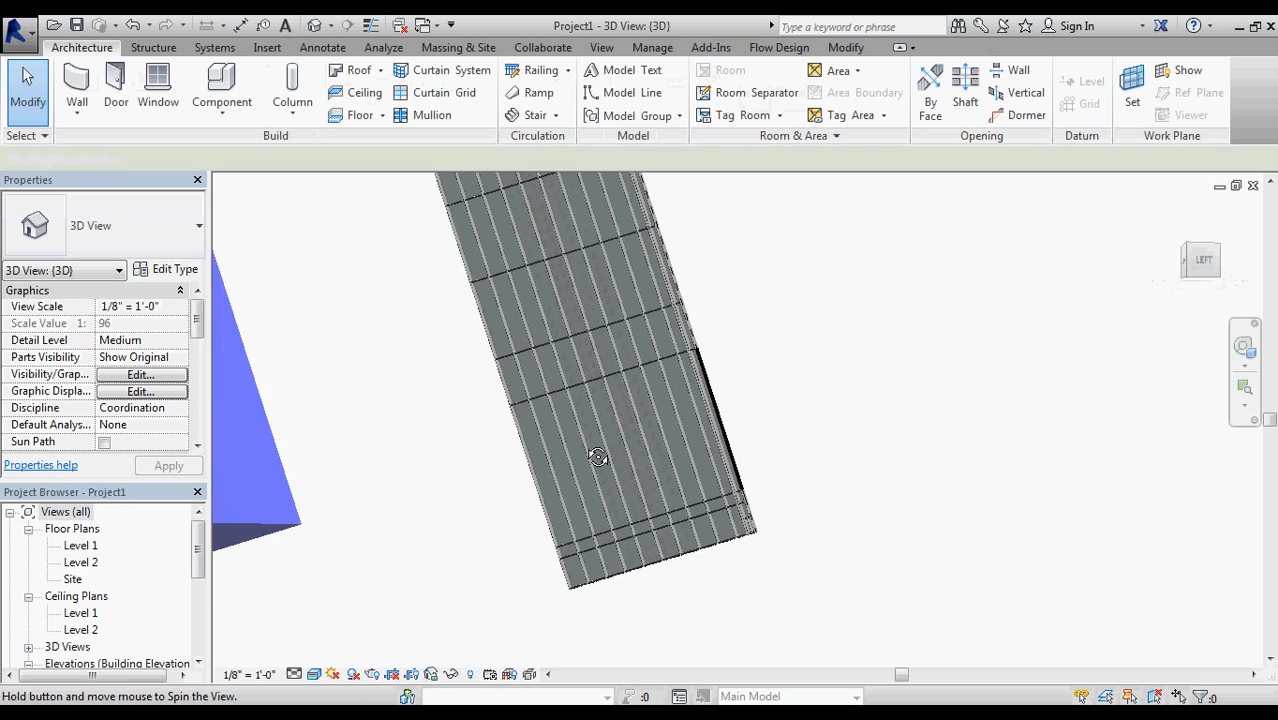 Project1 - 3D View: {3D}
Type a keyword or phrase
Sign In
Architecture Structure Systems Insert Annotate Analyze Massing & Site Collaborate View Manage Add-Ins Flow Design Modify
Modify
Wall
Door
Window
Component
Column
Roof
Ceiling
Floor
Curtain System
Curtain Grid
Mullion
Railing
Ramp
Stair
Model Text
Model Line
Model Group
Room
Room Separator
Tag Room
Area
Area Boundary
Tag Area
By
Face
Shaft
Wall
Vertical
Dormer
Level
Grid
Set
Show
Ref Plane
Viewer
Select
Build
Circulation
Model
Room & Area
Opening
Datum
Work Plane
Properties
3D View
3D View: {3D}
Edit Type
Graphics
View Scale 1/8" = 1'-0"
Scale Value 1: 96
Detail Level Medium
Parts Visibility Show Original
Visibility/Grap... Edit...
Graphic Displa... Edit...
Discipline Coordination
Default Analys... None
Sun Path
Properties help
Apply
Project Browser - Project1
Views (all)
Floor Plans
Level 1
Level 2
Site
Ceiling Plans
Level 1
Level 2
3D Views
Elevations (Building Elevation
LEFT
1/8" = 1'-0"
Hold button and move mouse to Spin the View.
:0
Main Model
:0